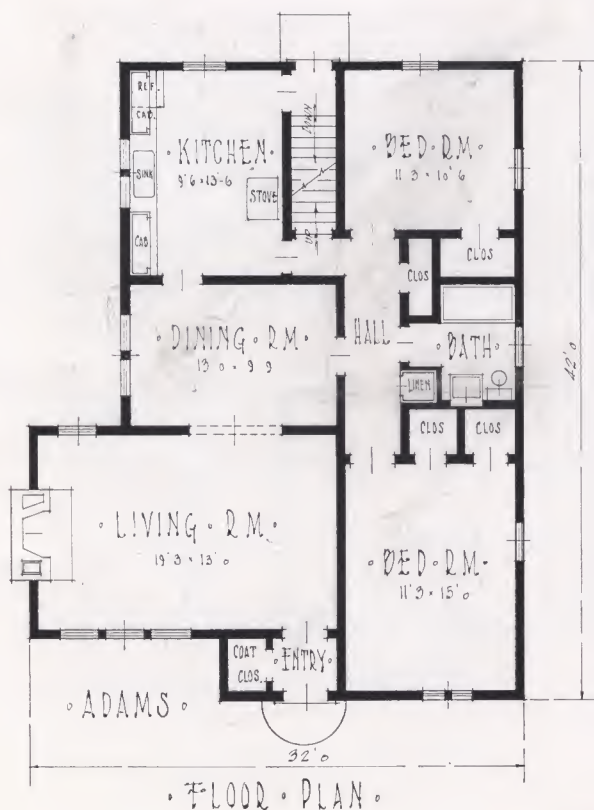 REF.
CAB.
· KITCHEN ·
9'6 × 13'-6
SINK
STOVE
CAB.
DOWN
UP
· BED · RM ·
11'3 × 10'6
CLOS
CLOS
· DINING · RM ·
13'0 × 9'9
HALL
· BATH ·
LINEN
CLOS
CLOS
42'0
· LIVING · RM ·
19'3 × 13'0
· BED · RM ·
11'3 × 15'0
COAT
CLOS.
· ENTRY ·
· ADAMS ·
32'0
· FLOOR · PLAN ·